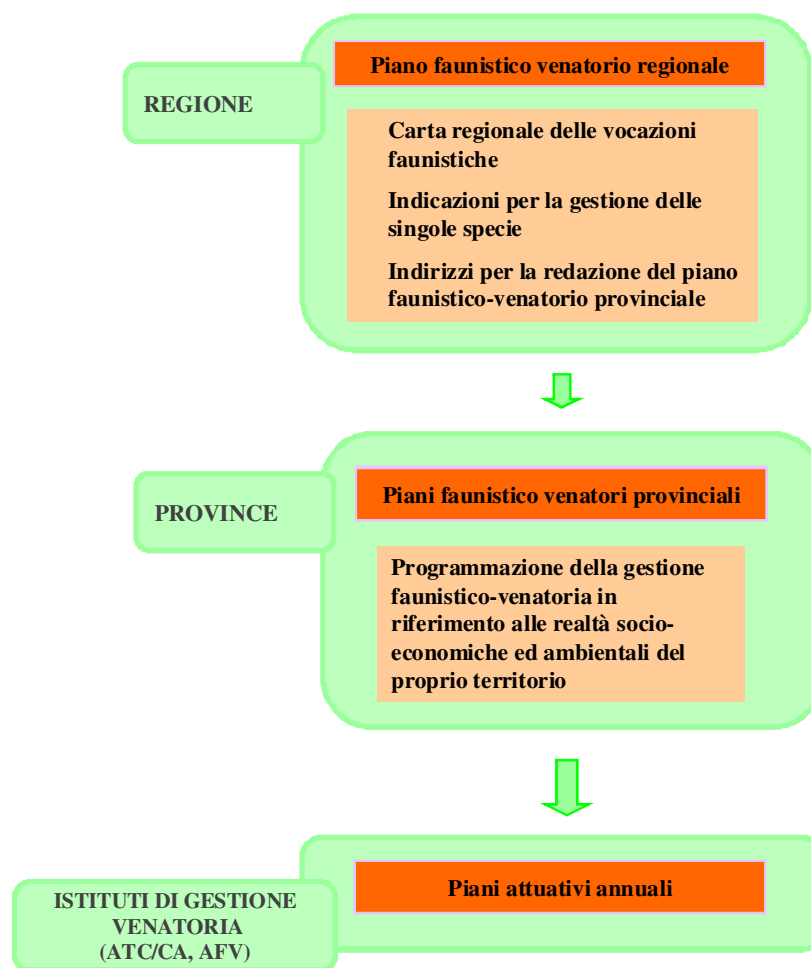 Piano faunistico venatorio regionale
REGIONE
Carta regionale delle vocazioni
faunistiche
Indicazioni per la gestione delle
singole specie
Indirizzi per la redazione del piano
faunistico-venatorio provinciale
Piani faunistico venatori provinciali
PROVINCE
Programmazione della gestione
faunistico-venatoria in
riferimento alle realtà socio-
economiche ed ambientali del
proprio territorio
Piani attuativi annuali
ISTITUTI DI GESTIONE
VENATORIA
(ATC/CA, AFV)